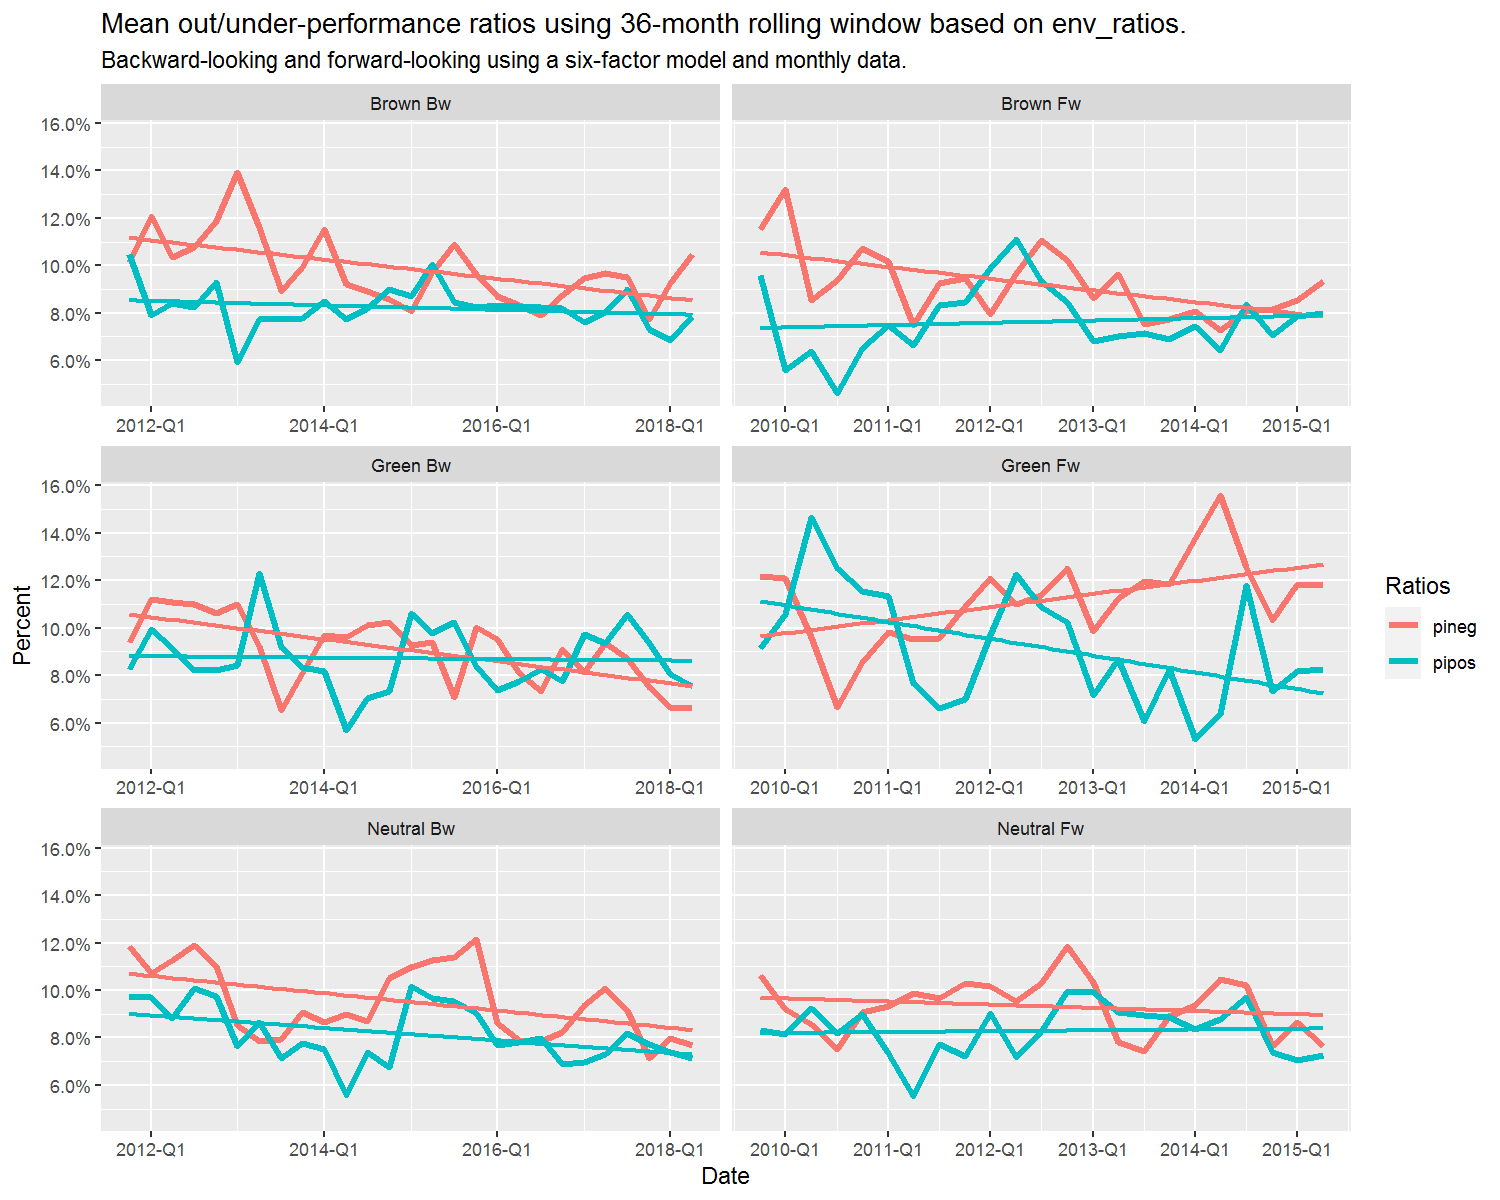 Mean out/under-performance ratios using 36-month rolling window based on env_ratios.
Backward-looking and forward-looking using a six-factor model and monthly data.
Brown Bw
Brown Fw
16.0%
14.0%
12.0%
10.0%
8.0%
6.0%
2012-Q1 2014-Q1 2016-Q1 2018-Q1
2010-Q1 2011-Q1 2012-Q1 2013-Q1 2014-Q1 2015-Q1
Green Bw
Green Fw
16.0%
14.0%
12.0%
10.0%
8.0%
6.0%
2012-Q1 2014-Q1 2016-Q1 2018-Q1
2010-Q1 2011-Q1 2012-Q1 2013-Q1 2014-Q1 2015-Q1
Neutral Bw
Neutral Fw
16.0%
14.0%
12.0%
10.0%
8.0%
6.0%
2012-Q1 2014-Q1 2016-Q1 2018-Q1
2010-Q1 2011-Q1 2012-Q1 2013-Q1 2014-Q1 2015-Q1
Percent
Date
Ratios
pineg
pipos